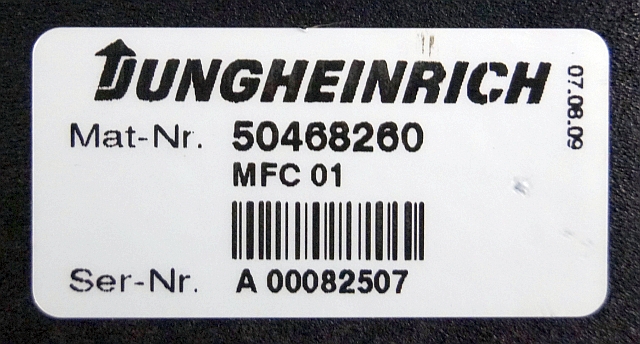 JUNGHEINRICH
Mat-Nr. 50468260
MFC 01
Ser-Nr. A 00082507
07.08.09